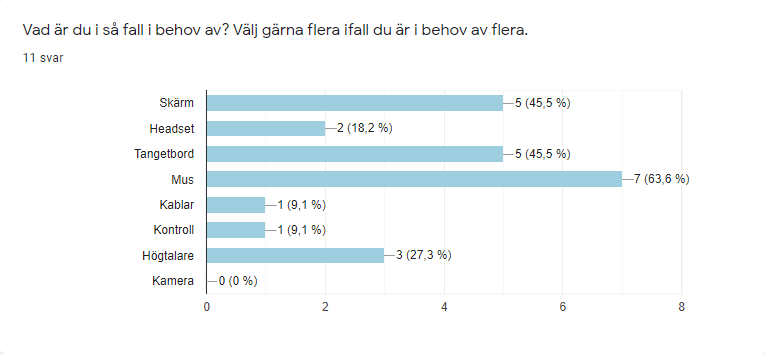 Vad är du i så fall i behov av? Välj gärna flera ifall du är i behov av flera.
11 svar
Skärm 5 (45,5 %)
Headset 2 (18,2 %)
Tangetbord 5 (45,5 %)
Mus 7 (63,6 %)
Kablar 1 (9,1 %)
Kontroll 1 (9,1 %)
Högtalare 3 (27,3 %)
Kamera 0 (0 %)
0 2 4 6 8